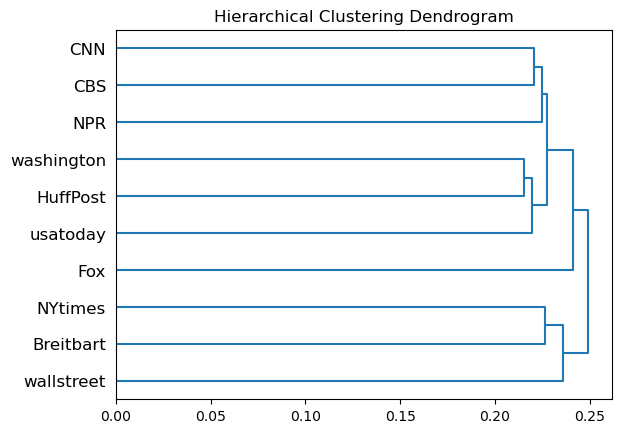 Hierarchical Clustering Dendrogram
CNN
CBS
NPR
washington
HuffPost
usatoday
Fox
NYtimes
Breitbart
wallstreet
0.00 0.05 0.10 0.15 0.20 0.25